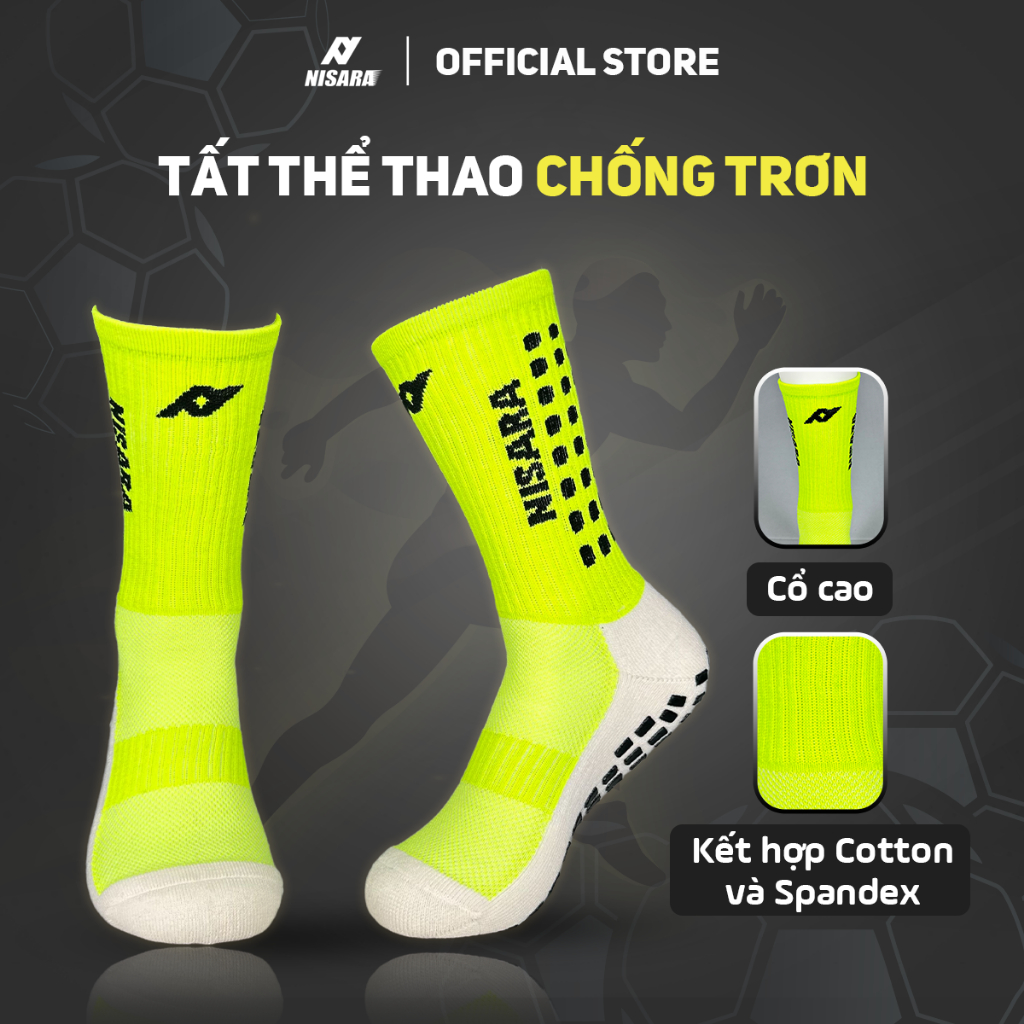 NISARA
OFFICIAL STORE
TẤT THỂ THAO CHỐNG TRƠN
NISARA
NISARA
Cổ cao
Kết hợp Cotton
và Spandex